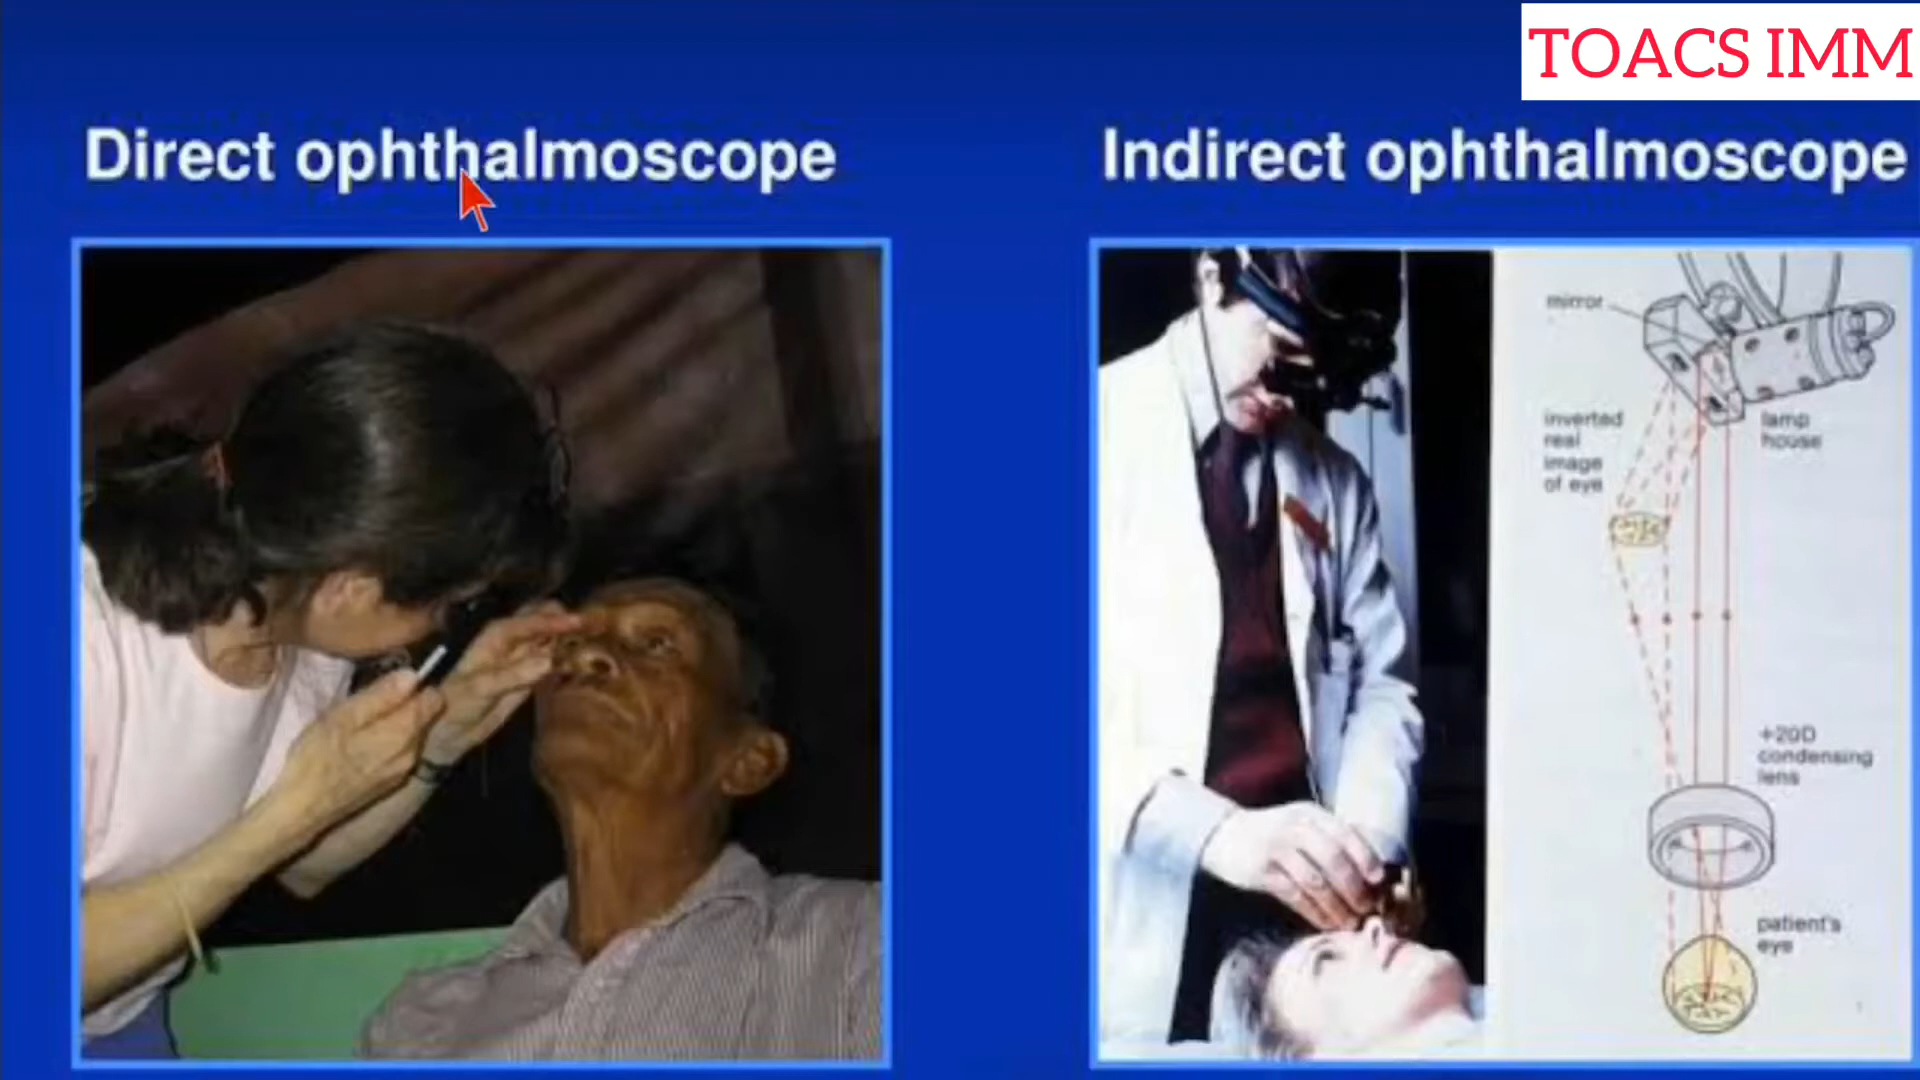 TOACS IMM
Direct ophthalmoscope
Indirect ophthalmoscope
mirror
inverted
real
image
of eye
lamp
house
+20D
condensing
lens
patient's
eye